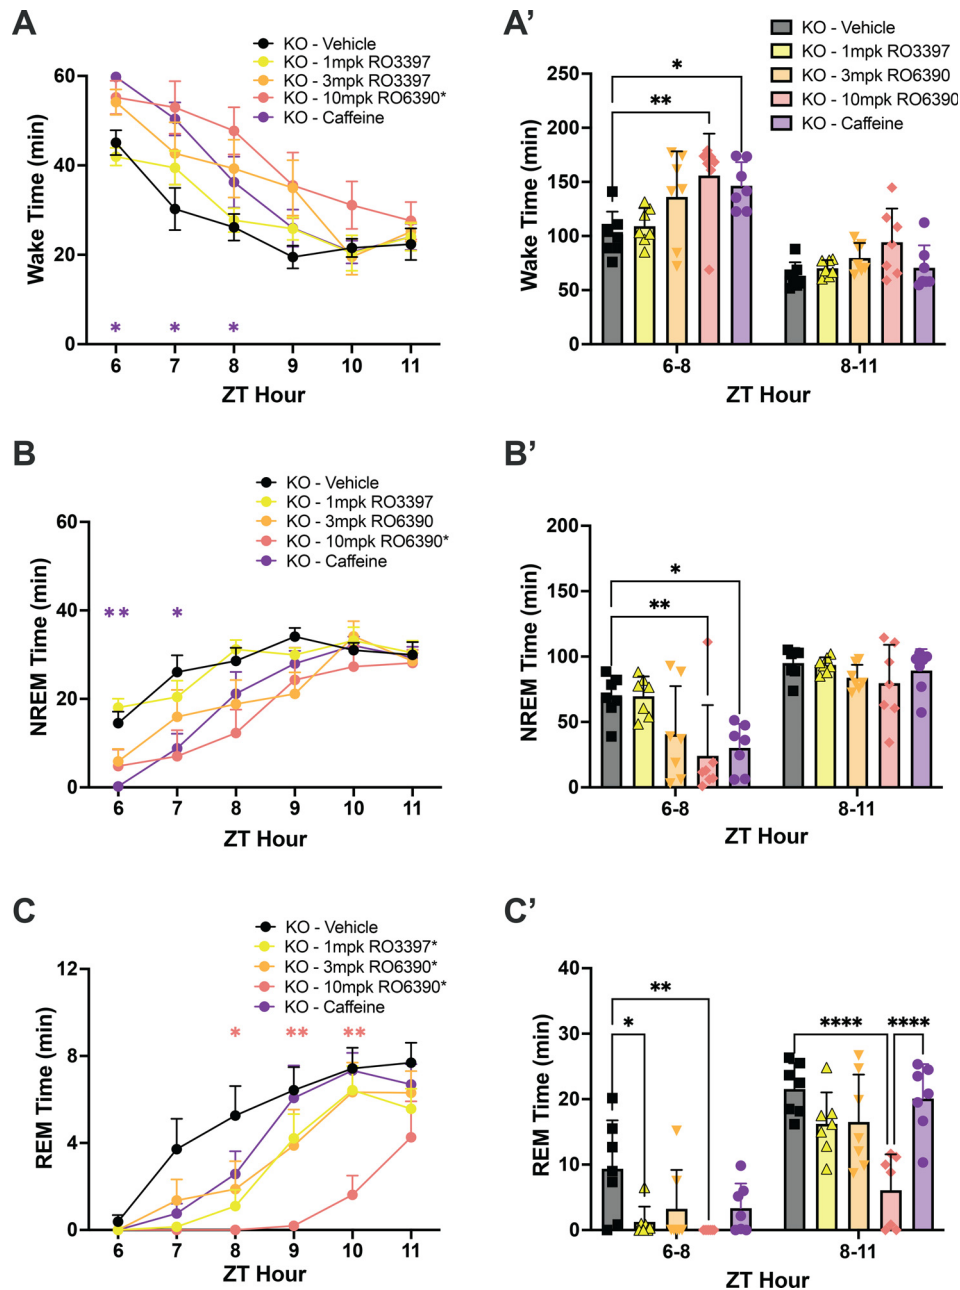 A
KO - Vehicle
KO - 1mpk RO3397
KO - 3mpk RO3397
KO - 10mpk RO6390*
KO - Caffeine
Wake Time (min)
60
40
20
0
* * *
6 7 8 9 10 11
ZT Hour
A’
KO - Vehicle
KO - 1mpk RO3397
KO - 3mpk RO6390
KO - 10mpk RO6390
KO - Caffeine
Wake Time (min)
250
200
150
100
50
0
*
**
6-8 8-11
ZT Hour
B
KO - Vehicle
KO - 1mpk RO3397
KO - 3mpk RO6390
KO - 10mpk RO6390*
KO - Caffeine
NREM Time (min)
60
40
20
0
** *
6 7 8 9 10 11
ZT Hour
B’
NREM Time (min)
200
150
100
50
0
*
**
6-8 8-11
ZT Hour
C
KO - Vehicle
KO - 1mpk RO3397*
KO - 3mpk RO6390*
KO - 10mpk RO6390*
KO - Caffeine
REM Time (min)
12
8
4
0
* ** **
6 7 8 9 10 11
ZT Hour
C’
REM Time (min)
40
30
20
10
0
**
*
**** ****
6-8 8-11
ZT Hour